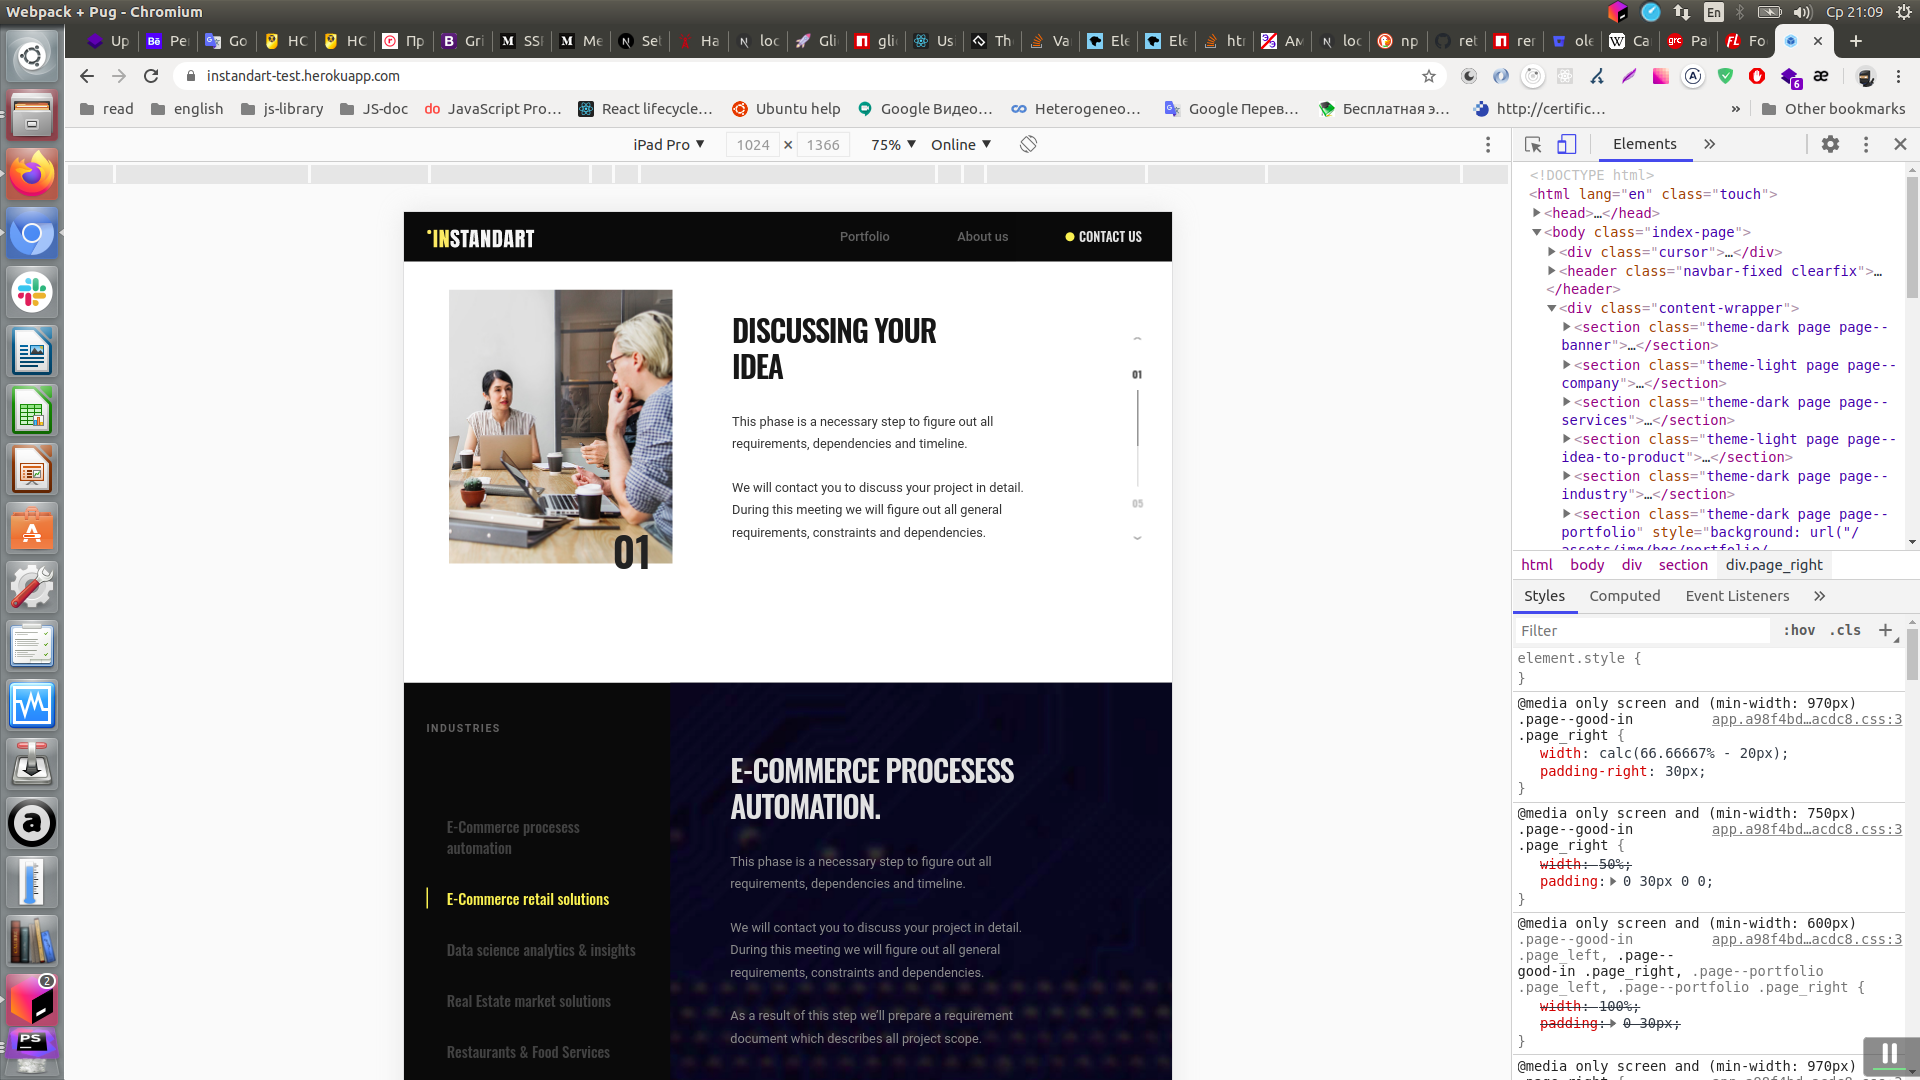 Webpack + Pug - Chromium
En
Ср 21:09
Up
Pe
Go
HC
HC
Пр
Gri
SSI
Me
Set
Ha
loc
Gli
gli
Us
Th
Va
Ele
Ele
htı
Ам
loc
np
ret
rer
ole
Ca
Pa
Fo
instandart-test.herokuapp.com
6
read
english
js-library
JS-doc
JavaScript Pro…
React lifecycle…
Ubuntu help
Google Видео…
Heterogeneo…
Google Перев…
Бесплатная э…
http://certific…
»
Other bookmarks
iPad Pro ▼
1024 × 1366
75% ▼
Online ▼
Elements
»
INSTANDART
Portfolio
About us
CONTACT US
DISCUSSING YOUR
IDEA
This phase is a necessary step to figure out all
requirements, dependencies and timeline.
We will contact you to discuss your project in detail.
During this meeting we will figure out all general
requirements, constraints and dependencies.
01
01
05
INDUSTRIES
E-Commerce procesess
automation
E-Commerce retail solutions
Data science analytics & insights
Real Estate market solutions
Restaurants & Food Services
E-COMMERCE PROCESESS
AUTOMATION.
This phase is a necessary step to figure out all
requirements, dependencies and timeline.
We will contact you to discuss your project in detail.
During this meeting we will figure out all general
requirements, constraints and dependencies.
As a result of this step we'll prepare a requirement
document which describes all project scope.
<!DOCTYPE html>
<html lang="en" class="touch">
<head>…</head>
<body class="index-page">
<div class="cursor">…</div>
<header class="navbar-fixed clearfix">…
</header>
<div class="content-wrapper">
<section class="theme-dark page page--
banner">…</section>
<section class="theme-light page page--
company">…</section>
<section class="theme-dark page page--
services">…</section>
<section class="theme-light page page--
idea-to-product">…</section>
<section class="theme-dark page page--
industry">…</section>
<section class="theme-dark page page--
portfolio" style="background: url("/
assets/img/bgc/portfolio/
html body div section div.page_right
Styles
Computed
Event Listeners
»
Filter
:hov .cls +
element.style {
}
@media only screen and (min-width: 970px)
.page--good-in app.a98f4bd…acdc8.css:3
.page_right {
width: calc(66.66667% - 20px);
padding-right: 30px;
}
@media only screen and (min-width: 750px)
.page--good-in app.a98f4bd…acdc8.css:3
.page_right {
width: 50%;
padding: 0 30px 0 0;
}
@media only screen and (min-width: 600px)
.page--good-in app.a98f4bd…acdc8.css:3
.page_left, .page--
good-in .page_right, .page--portfolio
.page_left, .page--portfolio .page_right {
width: 100%;
padding: 0 30px;
}
@media only screen and (min-width: 970px)
2
PS